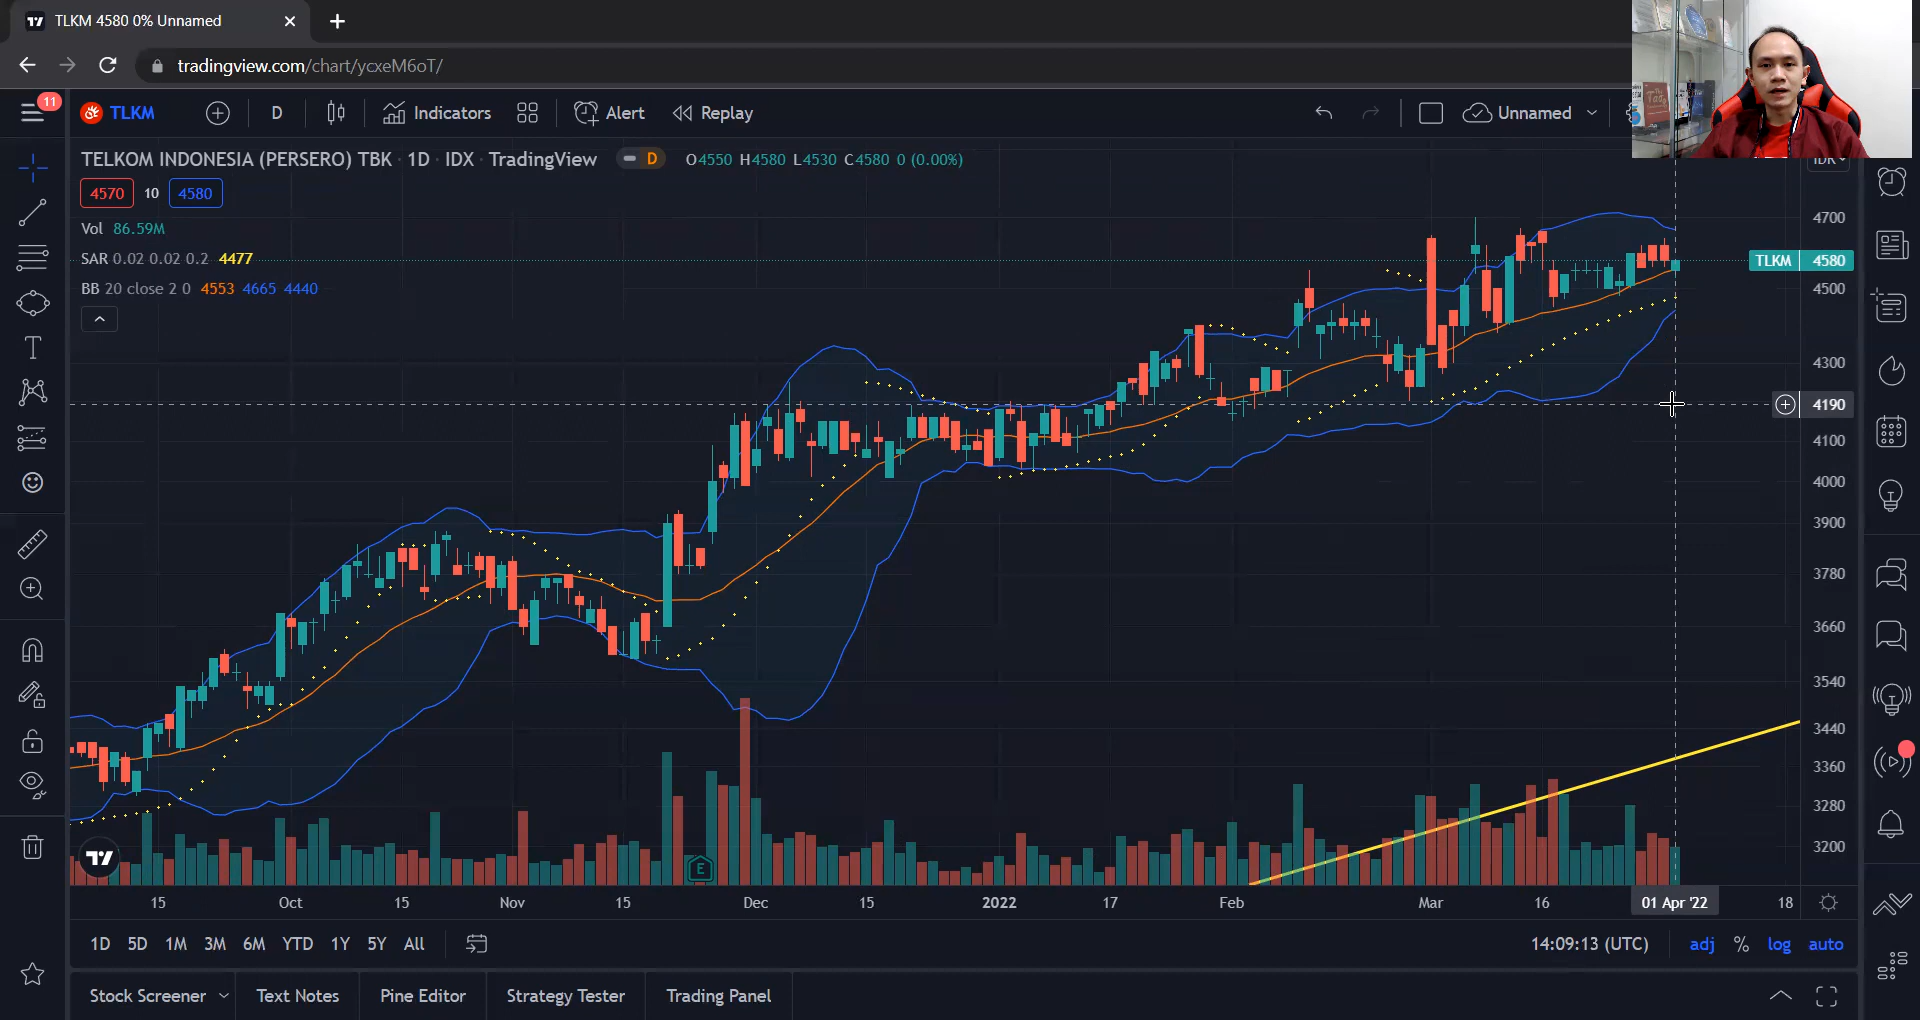 TLKM 4580 0% Unnamed
tradingview.com/chart/ycxeM6oT/
11
TLKM D Indicators Alert Replay Unnamed
TELKOM INDONESIA (PERSERO) TBK · 1D · IDX · TradingView D O4550 H4580 L4530 C4580 0 (0.00%)
IDR
4570 10 4580
Vol 86.59M
SAR 0.02 0.02 0.2 4477
BB 20 close 2 0 4553 4665 4440
4700
TLKM 4580
4500
4300
4190
4100
4000
3900
3780
3660
3540
3440
3360
3280
3200
E
15 Oct 15 Nov 15 Dec 15 2022 17 Feb Mar 16 01 Apr '22 18
1D 5D 1M 3M 6M YTD 1Y 5Y All 14:09:13 (UTC) adj % log auto
Stock Screener Text Notes Pine Editor Strategy Tester Trading Panel